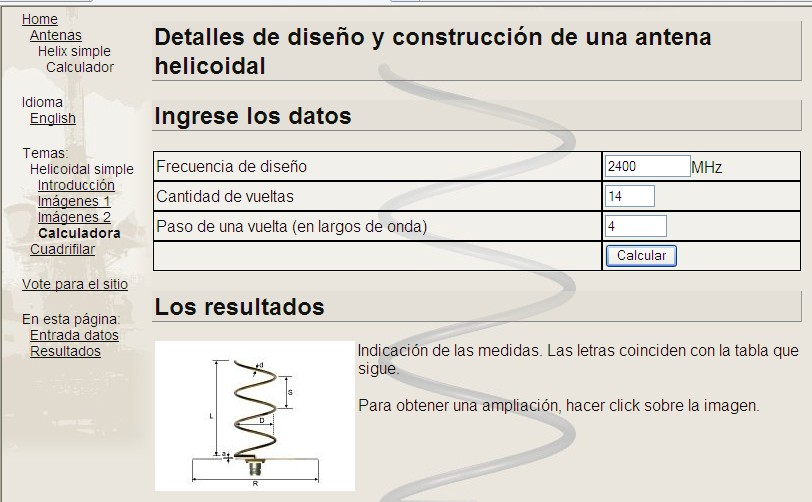 Home
Antenas
Helix simple
Calculador
Idioma
English
Temas:
Helicoidal simple
Introducción
Imágenes 1
Imágenes 2
Calculadora
Cuadrifilar
Vote para el sitio
En esta página:
Entrada datos
Resultados
Detalles de diseño y construcción de una antena
helicoidal
Ingrese los datos
Frecuencia de diseño 2400 MHz
Cantidad de vueltas 14
Paso de una vuelta (en largos de onda) 4
Calcular
Los resultados
d
S
L
D
a
R
Indicación de las medidas. Las letras coinciden con la tabla que
sigue.
Para obtener una ampliación, hacer click sobre la imagen.